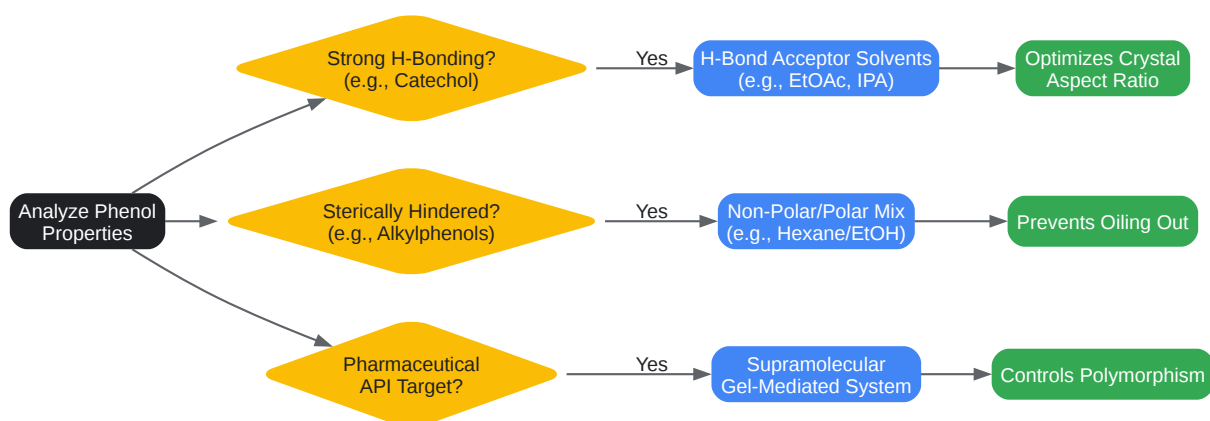 Strong H-Bonding?
(e.g., Catechol)
Yes
H-Bond Acceptor Solvents
(e.g., EtOAc, IPA)
Optimizes Crystal
Aspect Ratio
Analyze Phenol
Properties
Sterically Hindered?
(e.g., Alkylphenols)
Yes
Non-Polar/Polar Mix
(e.g., Hexane/EtOH)
Prevents Oiling Out
Pharmaceutical
API Target?
Yes
Supramolecular
Gel-Mediated System
Controls Polymorphism